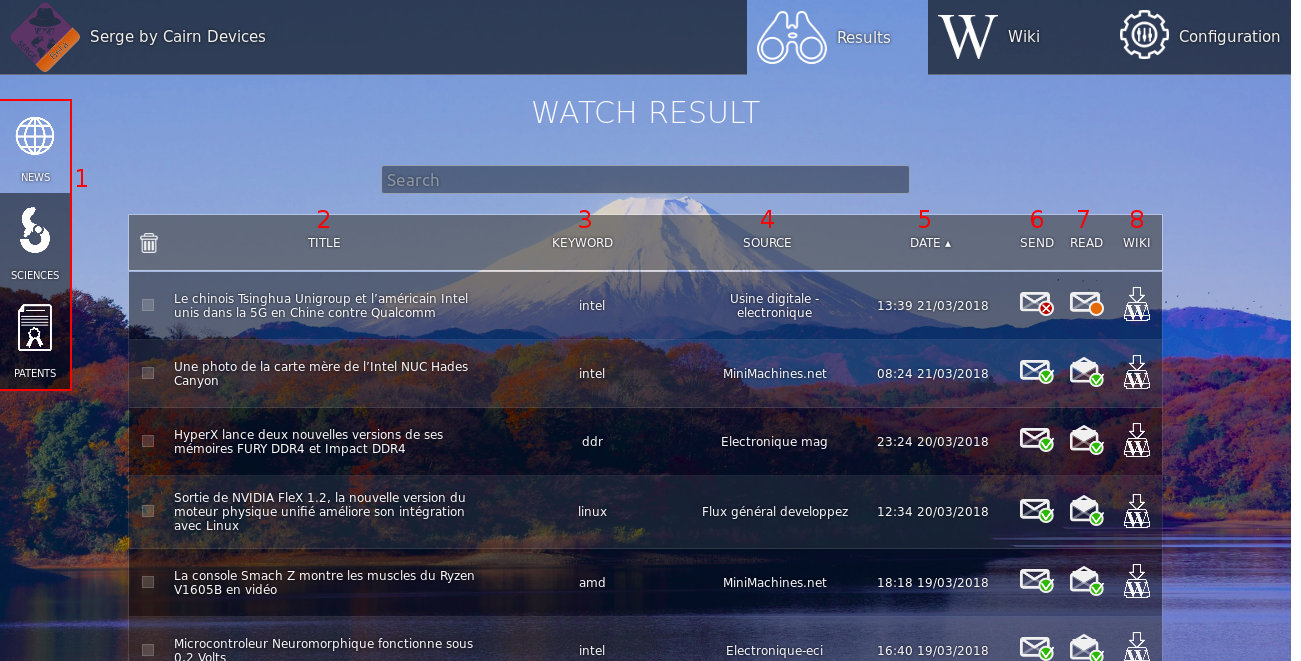 Serge by Cairn Devices
Results
Wiki
Configuration
WATCH RESULT
NEWS
1
SCIENCES
PATENTS
Search
2 3 4 5 6 7 8
TITLE KEYWORD SOURCE DATE ▴ SEND READ WIKI
Le chinois Tsinghua Unigroup et l’américain Intel
unis dans la 5G en Chine contre Qualcomm
intel
Usine digitale -
electronique
13:39 21/03/2018
Une photo de la carte mère de l’Intel NUC Hades
Canyon
intel
MiniMachines.net
08:24 21/03/2018
HyperX lance deux nouvelles versions de ses
mémoires FURY DDR4 et Impact DDR4
ddr
Electronique mag
23:24 20/03/2018
Sortie de NVIDIA FleX 1.2, la nouvelle version du
moteur physique unifié améliore son intégration
avec Linux
linux
Flux général developpez
12:34 20/03/2018
La console Smach Z montre les muscles du Ryzen
V1605B en vidéo
amd
MiniMachines.net
18:18 19/03/2018
Microcontroleur Neuromorphique fonctionne sous
0.2 Volts
intel
Electronique-eci
16:40 19/03/2018